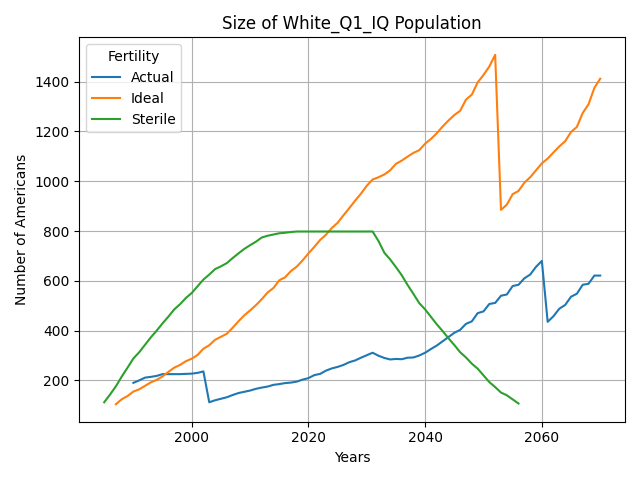 Size of White_Q1_IQ Population
Fertility
Actual
Ideal
Sterile
Number of Americans
1400
1200
1000
800
600
400
200
2000
2020
2040
2060
Years